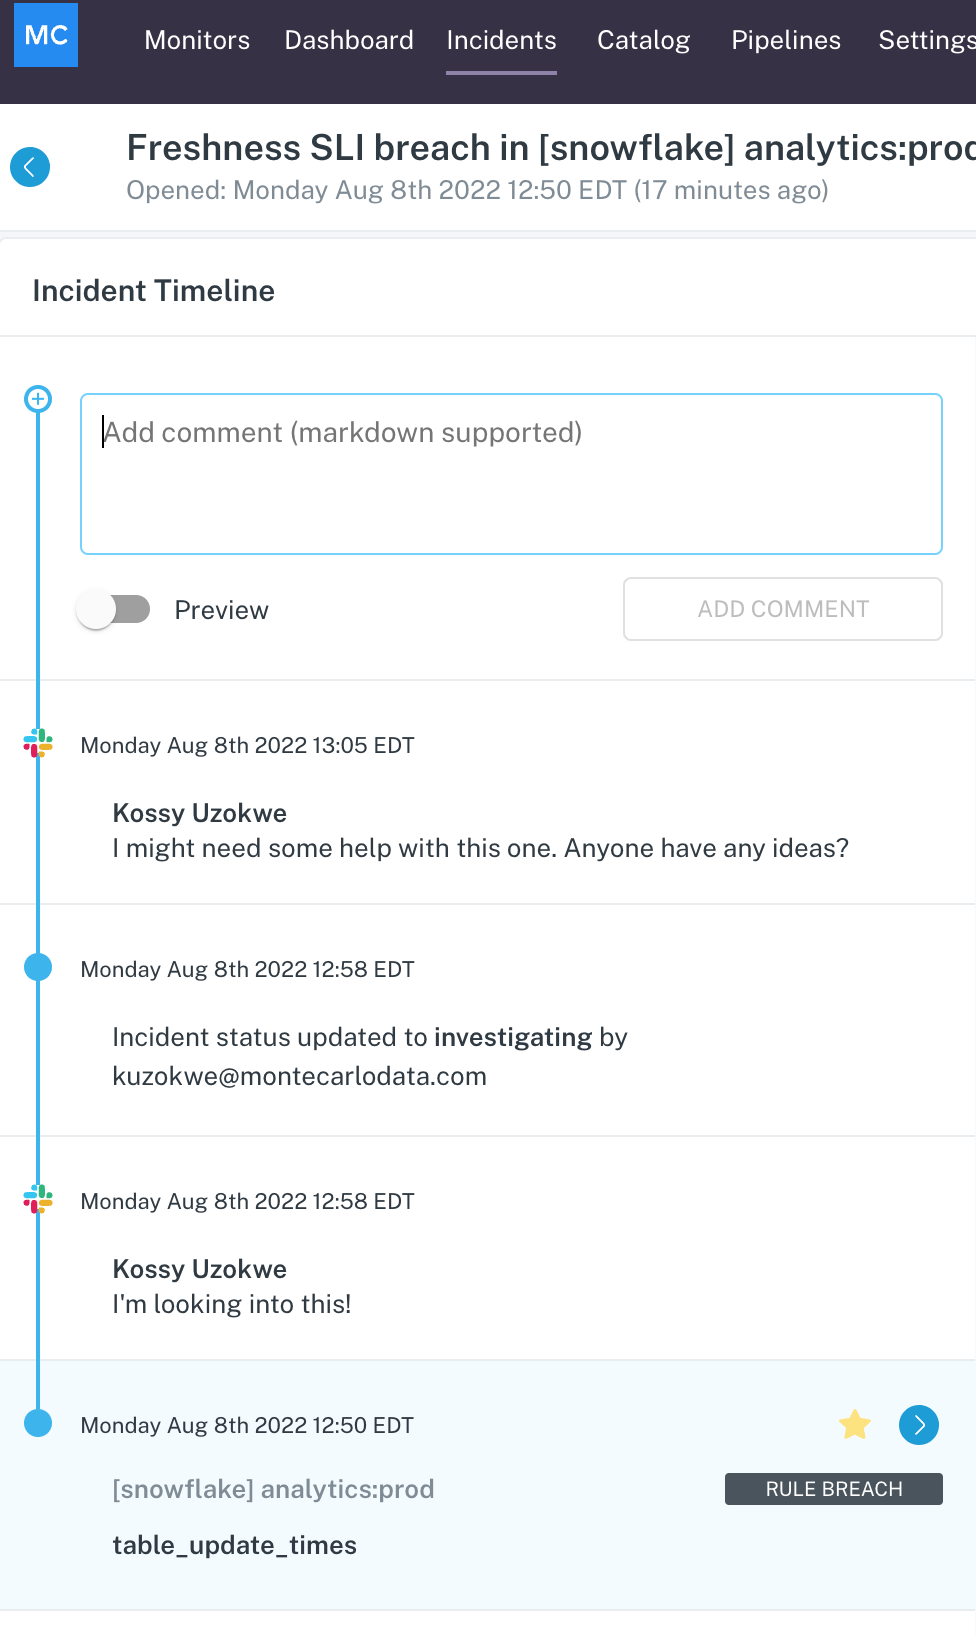 MC
Monitors Dashboard Incidents Catalog Pipelines Settings
Freshness SLI breach in [snowflake] analytics:prod
Opened: Monday Aug 8th 2022 12:50 EDT (17 minutes ago)
Incident Timeline
Add comment (markdown supported)
Preview
ADD COMMENT
Monday Aug 8th 2022 13:05 EDT
Kossy Uzokwe
I might need some help with this one. Anyone have any ideas?
Monday Aug 8th 2022 12:58 EDT
Incident status updated to investigating by
kuzokwe@montecarlodata.com
Monday Aug 8th 2022 12:58 EDT
Kossy Uzokwe
I'm looking into this!
Monday Aug 8th 2022 12:50 EDT
[snowflake] analytics:prod
RULE BREACH
table_update_times